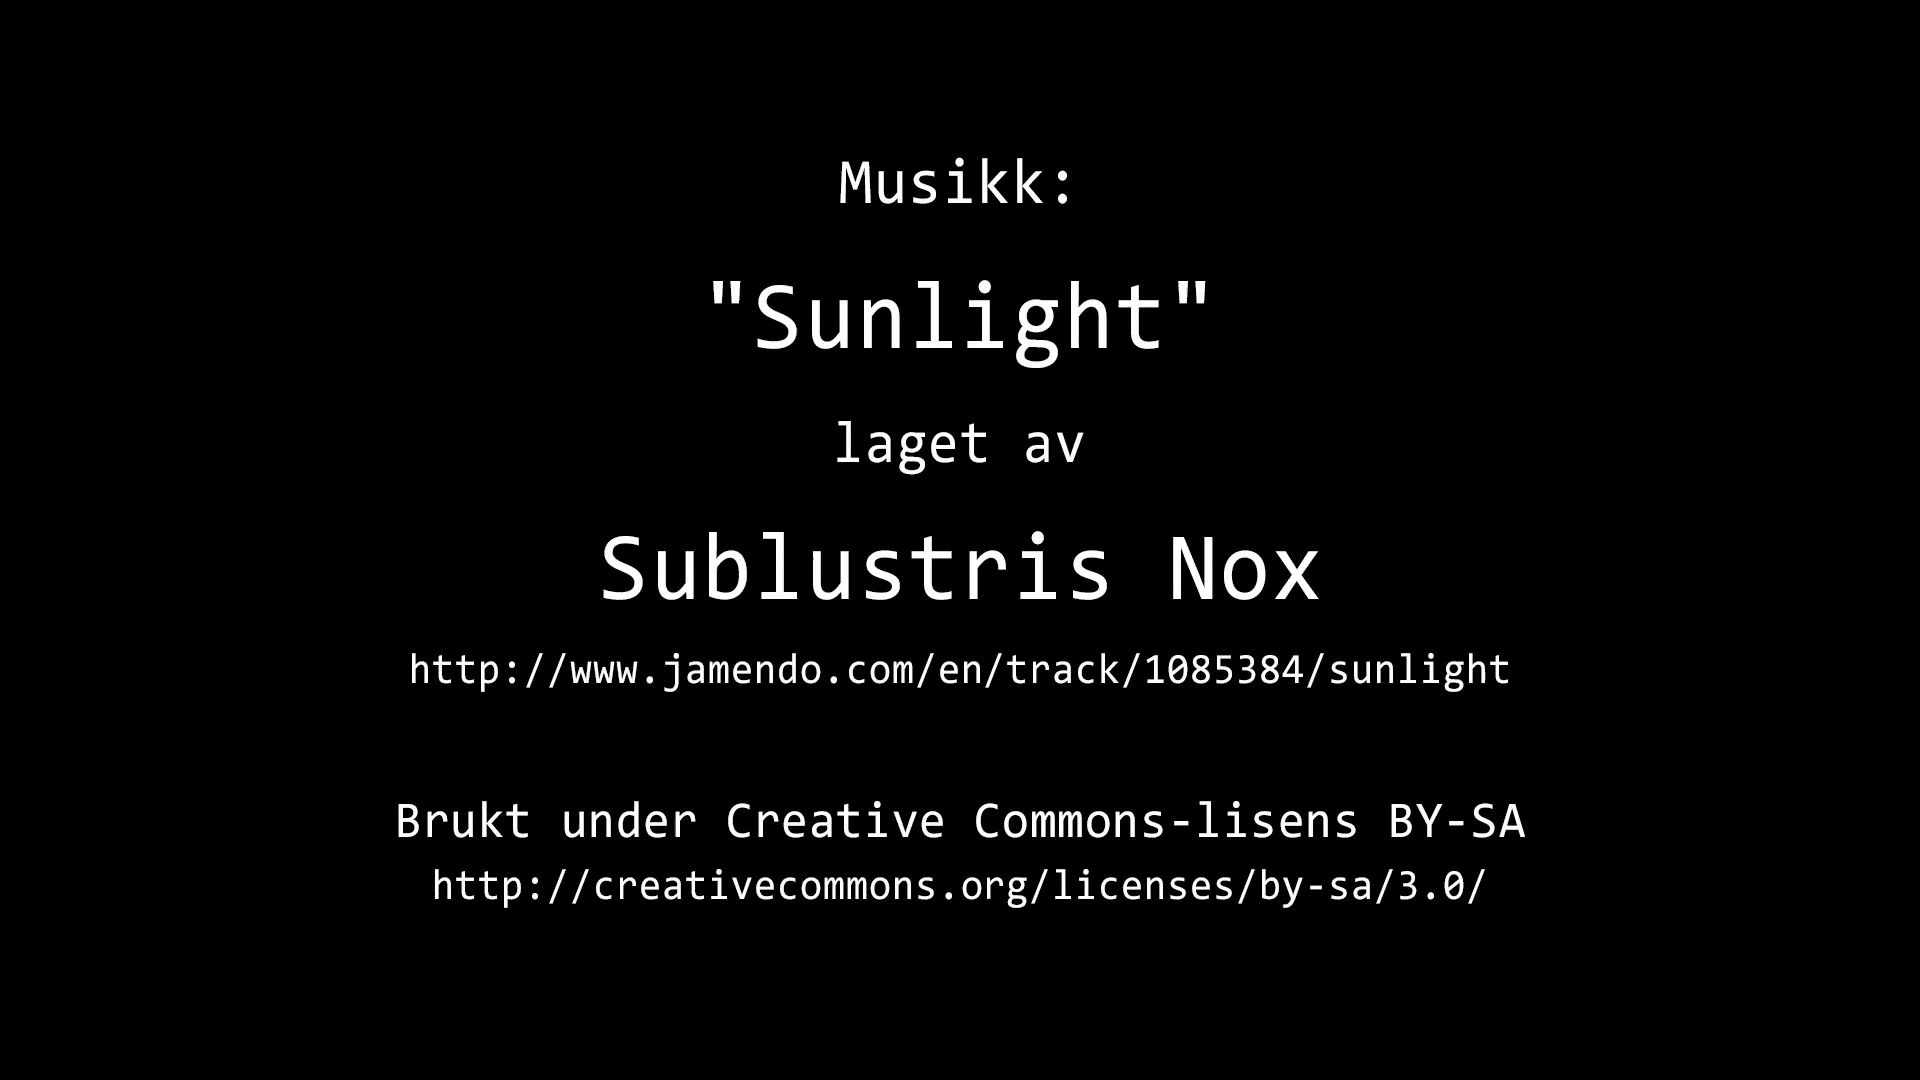 Musikk:
"Sunlight"
laget av
Sublustris Nox
http://www.jamendo.com/en/track/1085384/sunlight
Brukt under Creative Commons-lisens BY-SA
http://creativecommons.org/licenses/by-sa/3.0/